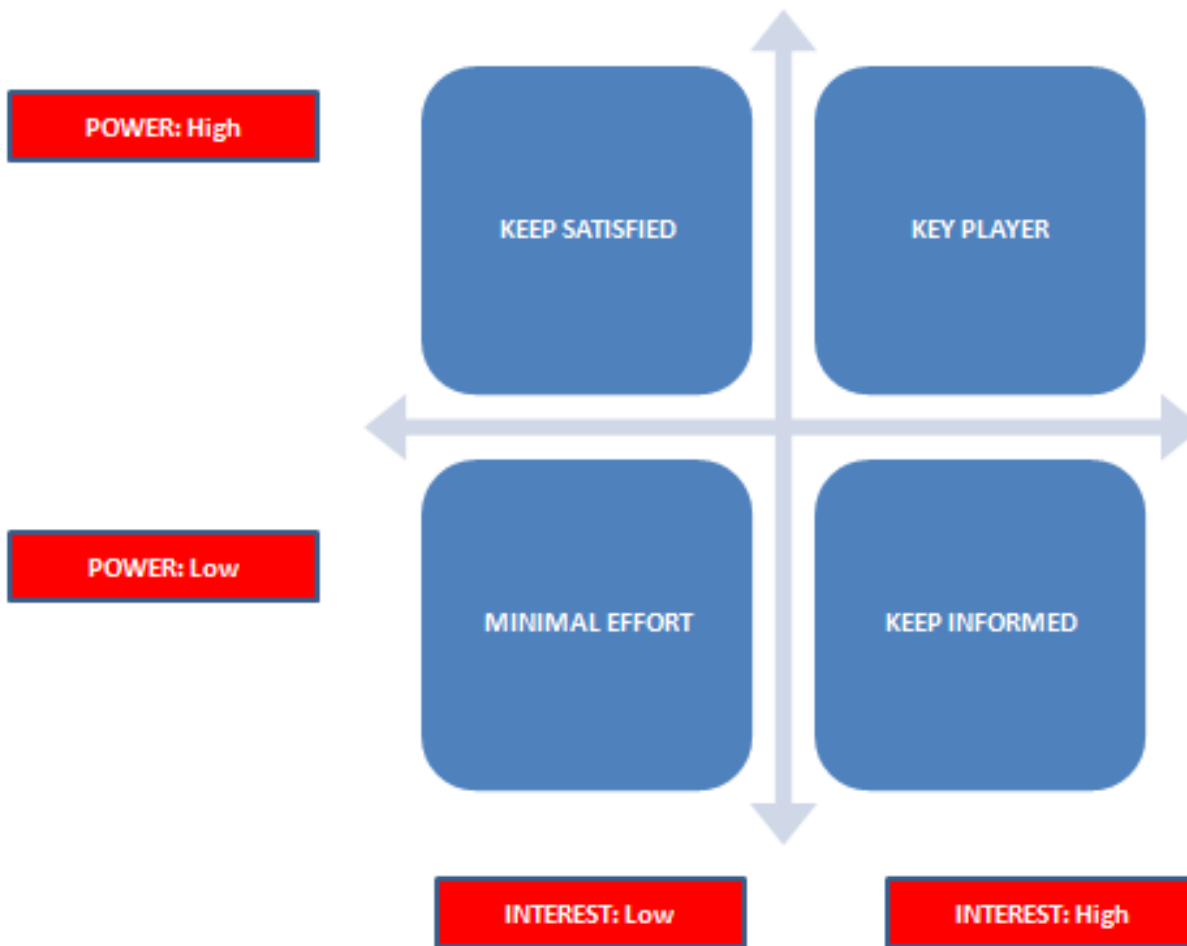 POWER: High
KEEP SATISFIED
KEY PLAYER
POWER: Low
MINIMAL EFFORT
KEEP INFORMED
INTEREST: Low
INTEREST: High